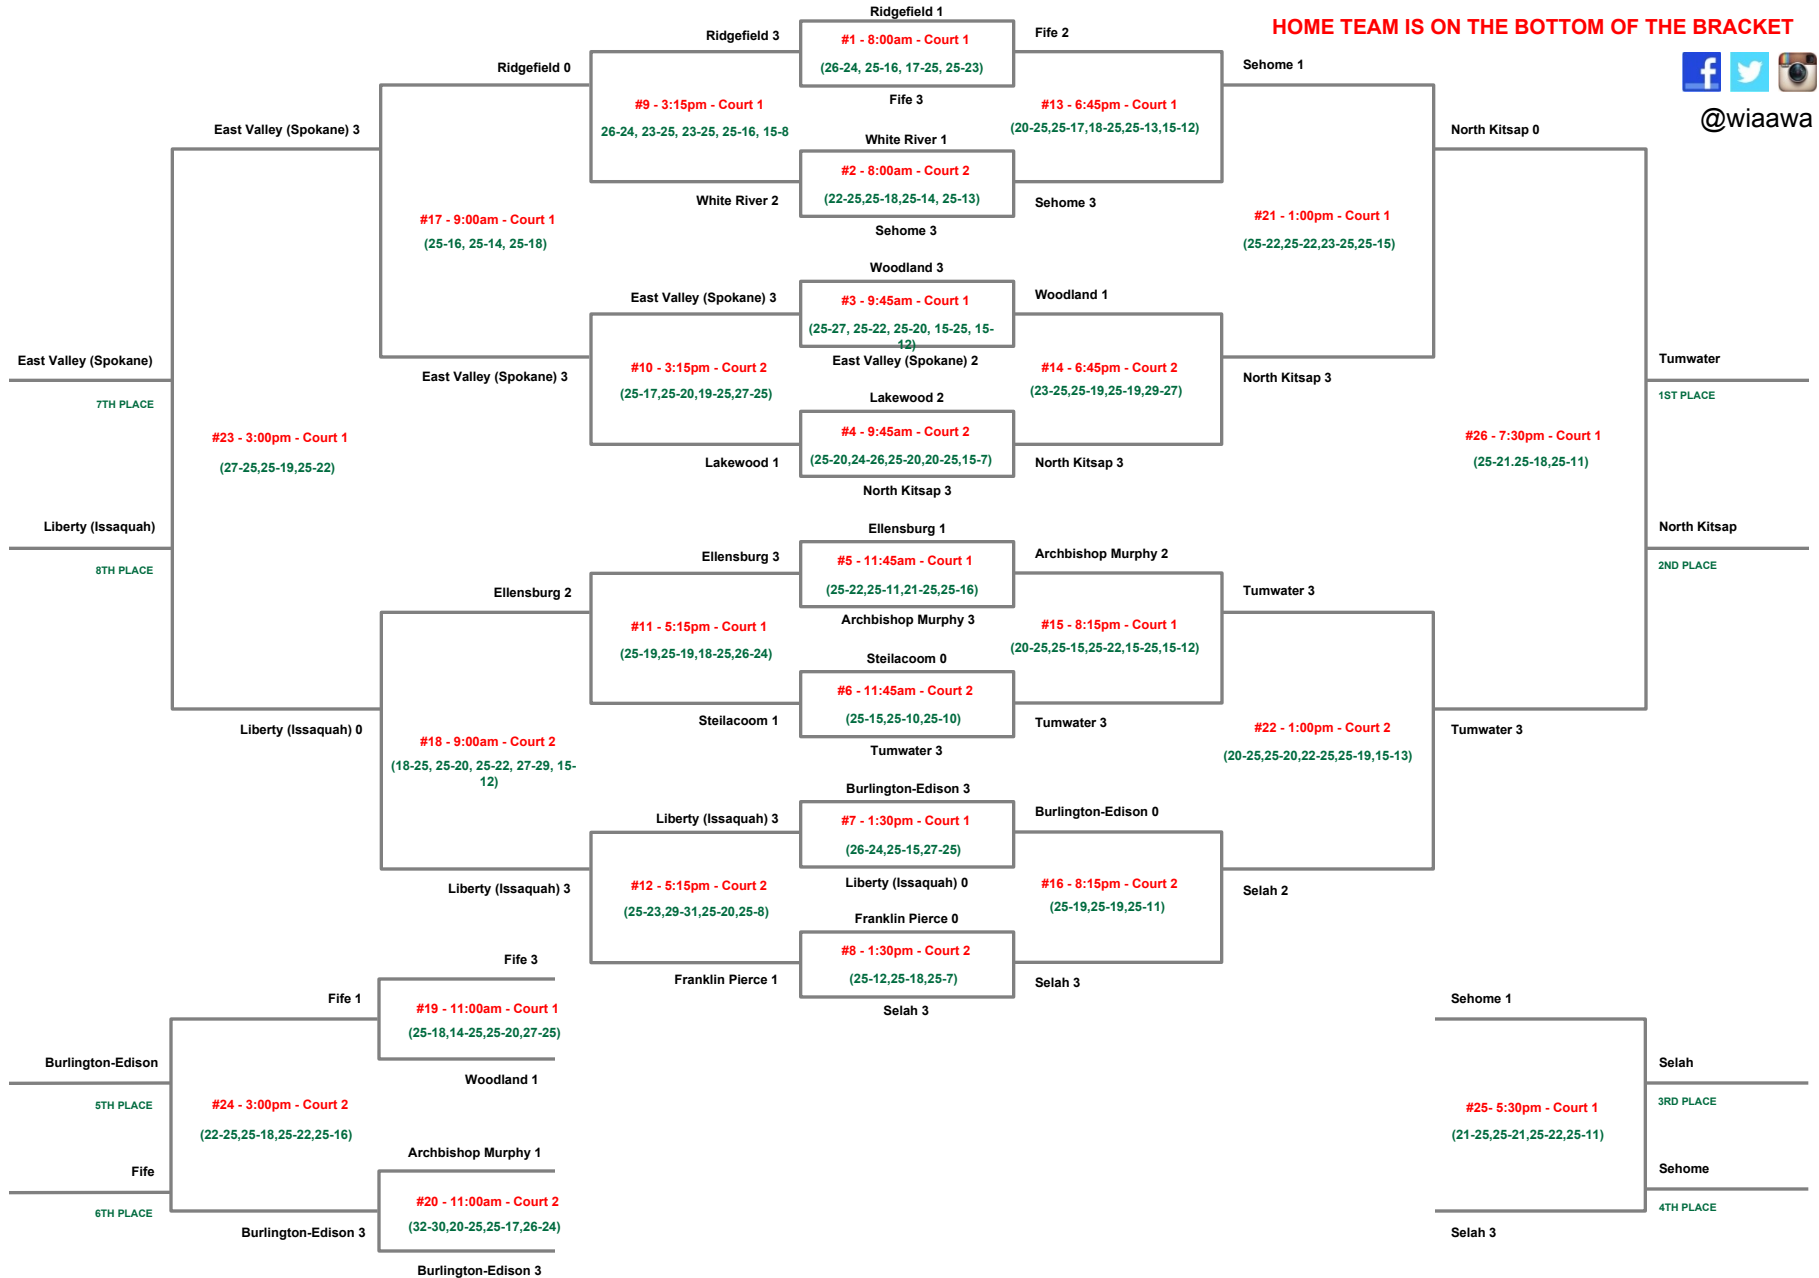 HOME TEAM IS ON THE BOTTOM OF THE BRACKET
@wiaawa
Ridgefield 1
#1 - 8:00am - Court 1
(26-24, 25-16, 17-25, 25-23)
Fife 3
White River 1
#2 - 8:00am - Court 2
(22-25,25-18,25-14, 25-13)
Sehome 3
Woodland 3
#3 - 9:45am - Court 1
(25-27, 25-22, 25-20, 15-25, 15-
12)
East Valley (Spokane) 2
Lakewood 2
#4 - 9:45am - Court 2
(25-20,24-26,25-20,20-25,15-7)
North Kitsap 3
Ellensburg 1
#5 - 11:45am - Court 1
(25-22,25-11,21-25,25-16)
Archbishop Murphy 3
Steilacoom 0
#6 - 11:45am - Court 2
(25-15,25-10,25-10)
Tumwater 3
Burlington-Edison 3
#7 - 1:30pm - Court 1
(26-24,25-15,27-25)
Liberty (Issaquah) 0
Franklin Pierce 0
#8 - 1:30pm - Court 2
(25-12,25-18,25-7)
Selah 3
Ridgefield 3
#9 - 3:15pm - Court 1
26-24, 23-25, 23-25, 25-16, 15-8
White River 2
East Valley (Spokane) 3
#10 - 3:15pm - Court 2
(25-17,25-20,19-25,27-25)
Lakewood 1
Ellensburg 3
#11 - 5:15pm - Court 1
(25-19,25-19,18-25,26-24)
Steilacoom 1
Liberty (Issaquah) 3
#12 - 5:15pm - Court 2
(25-23,29-31,25-20,25-8)
Franklin Pierce 1
Fife 2
#13 - 6:45pm - Court 1
(20-25,25-17,18-25,25-13,15-12)
Sehome 3
Woodland 1
#14 - 6:45pm - Court 2
(23-25,25-19,25-19,29-27)
North Kitsap 3
Archbishop Murphy 2
#15 - 8:15pm - Court 1
(20-25,25-15,25-22,15-25,15-12)
Tumwater 3
Burlington-Edison 0
#16 - 8:15pm - Court 2
(25-19,25-19,25-11)
Selah 3
Ridgefield 0
#17 - 9:00am - Court 1
(25-16, 25-14, 25-18)
East Valley (Spokane) 3
Ellensburg 2
#18 - 9:00am - Court 2
(18-25, 25-20, 25-22, 27-29, 15-
12)
Liberty (Issaquah) 3
Fife 3
#19 - 11:00am - Court 1
(25-18,14-25,25-20,27-25)
Woodland 1
Archbishop Murphy 1
#20 - 11:00am - Court 2
(32-30,20-25,25-17,26-24)
Burlington-Edison 3
Sehome 1
#21 - 1:00pm - Court 1
(25-22,25-22,23-25,25-15)
North Kitsap 3
Tumwater 3
#22 - 1:00pm - Court 2
(20-25,25-20,22-25,25-19,15-13)
Selah 2
East Valley (Spokane) 3
#23 - 3:00pm - Court 1
(27-25,25-19,25-22)
Liberty (Issaquah) 0
East Valley (Spokane)
7TH PLACE
Liberty (Issaquah)
8TH PLACE
Fife 1
#24 - 3:00pm - Court 2
(22-25,25-18,25-22,25-16)
Burlington-Edison 3
Burlington-Edison
5TH PLACE
Fife
6TH PLACE
Sehome 1
#25- 5:30pm - Court 1
(21-25,25-21,25-22,25-11)
Selah 3
Selah
3RD PLACE
Sehome
4TH PLACE
North Kitsap 0
#26 - 7:30pm - Court 1
(25-21.25-18,25-11)
Tumwater 3
Tumwater
1ST PLACE
North Kitsap
2ND PLACE